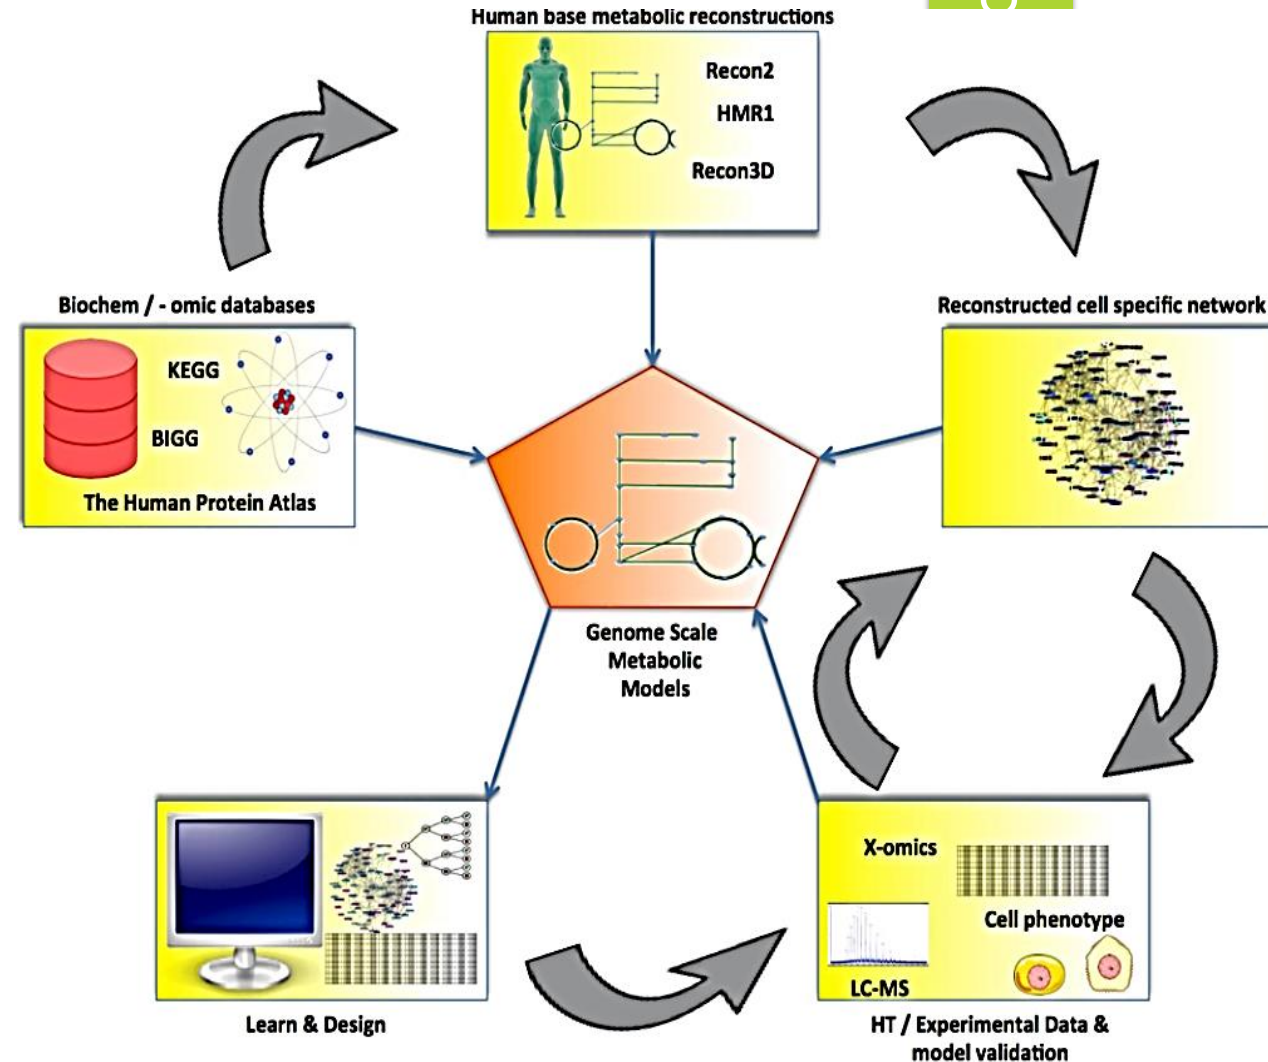 Human base metabolic reconstructions
Recon2
HMR1
Recon3D
Biochem / - omic databases
KEGG
BIGG
The Human Protein Atlas
Reconstructed cell specific network
Genome Scale
Metabolic
Models
Learn & Design
X-omics
Cell phenotype
LC-MS
HT / Experimental Data &
model validation